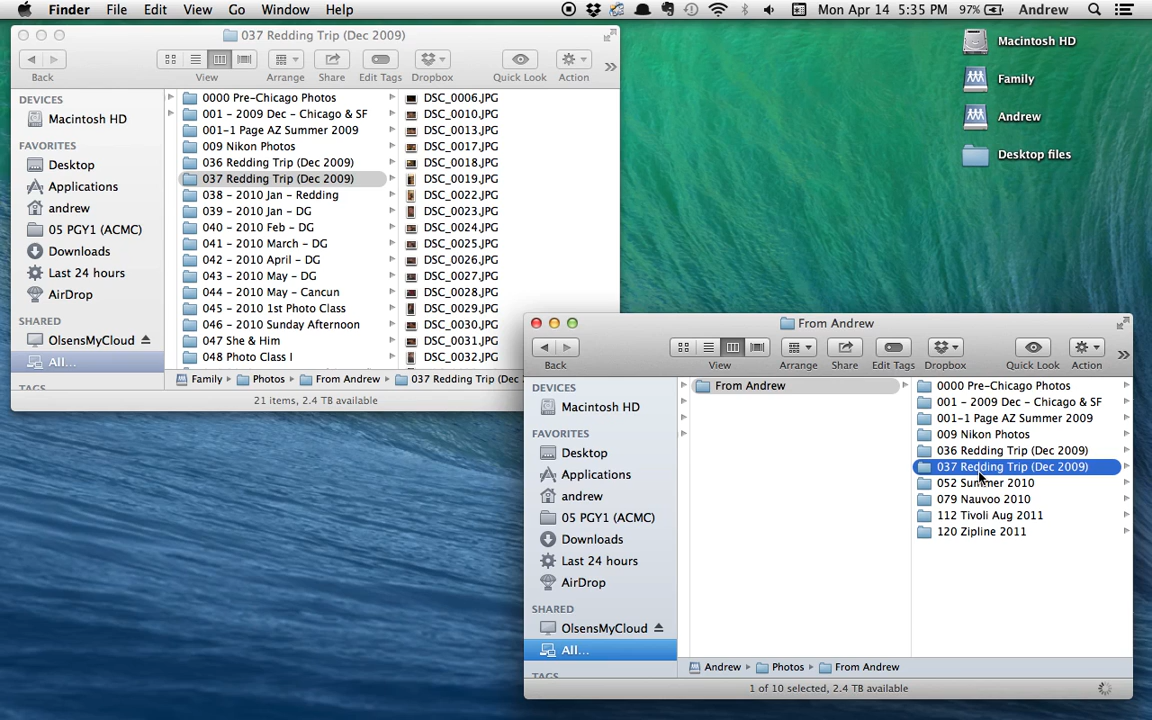 Finder File Edit View Go Window Help Mon Apr 14 5:35 PM 97% Andrew
037 Redding Trip (Dec 2009)
Back View Arrange Share Edit Tags Dropbox Quick Look Action
DEVICES
Macintosh HD
FAVORITES
Desktop
Applications
andrew
05 PGY1 (ACMC)
Downloads
Last 24 hours
AirDrop
SHARED
OlsensMyCloud
All...
0000 Pre-Chicago Photos
001 - 2009 Dec - Chicago & SF
001-1 Page AZ Summer 2009
009 Nikon Photos
036 Redding Trip (Dec 2009)
037 Redding Trip (Dec 2009)
038 - 2010 Jan - Redding
039 - 2010 Jan - DG
040 - 2010 Feb - DG
041 - 2010 March - DG
042 - 2010 April - DG
043 - 2010 May - DG
044 - 2010 May - Cancun
045 - 2010 1st Photo Class
046 - 2010 Sunday Afternoon
047 She & Him
048 Photo Class I
DSC_0006.JPG
DSC_0010.JPG
DSC_0013.JPG
DSC_0017.JPG
DSC_0018.JPG
DSC_0019.JPG
DSC_0022.JPG
DSC_0023.JPG
DSC_0024.JPG
DSC_0025.JPG
DSC_0026.JPG
DSC_0027.JPG
DSC_0028.JPG
DSC_0029.JPG
DSC_0030.JPG
DSC_0031.JPG
DSC_0032.JPG
Family Photos From Andrew 037 Redding Trip (Dec
21 items, 2.4 TB available
Macintosh HD
Family
Andrew
Desktop files
From Andrew
Back View Arrange Share Edit Tags Dropbox Quick Look Action
DEVICES
Macintosh HD
FAVORITES
Desktop
Applications
andrew
05 PGY1 (ACMC)
Downloads
Last 24 hours
AirDrop
SHARED
OlsensMyCloud
All...
From Andrew
0000 Pre-Chicago Photos
001 - 2009 Dec - Chicago & SF
001-1 Page AZ Summer 2009
009 Nikon Photos
036 Redding Trip (Dec 2009)
037 Redding Trip (Dec 2009)
052 Summer 2010
079 Nauvoo 2010
112 Tivoli Aug 2011
120 Zipline 2011
Andrew Photos From Andrew
1 of 10 selected, 2.4 TB available